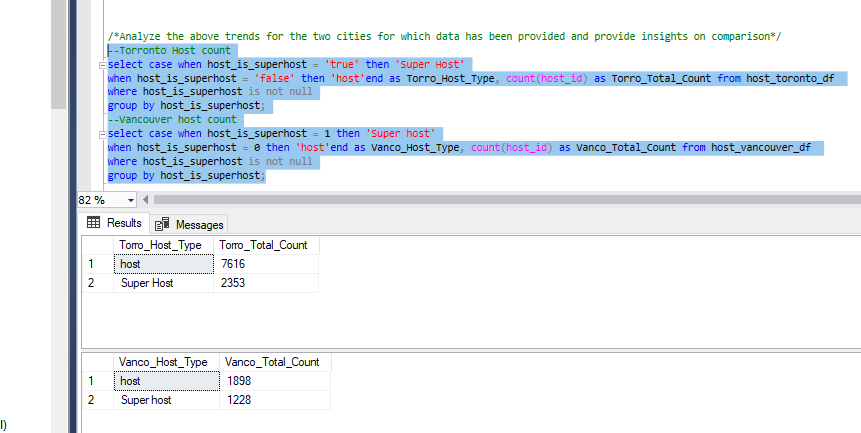 /*Analyze the above trends for the two cities for which data has been provided and provide insights on comparison*/
--Torronto Host count
select case when host_is_superhost = 'true' then 'Super Host'
when host_is_superhost = 'false' then 'host'end as Torro_Host_Type, count(host_id) as Torro_Total_Count from host_toronto_df
where host_is_superhost is not null
group by host_is_superhost;
--Vancouver host count
select case when host_is_superhost = 1 then 'Super host'
when host_is_superhost = 0 then 'host'end as Vanco_Host_Type, count(host_id) as Vanco_Total_Count from host_vancouver_df
where host_is_superhost is not null
group by host_is_superhost;
82 %
Results Messages
Torro_Host_Type Torro_Total_Count
1 host 7616
2 Super Host 2353
Vanco_Host_Type Vanco_Total_Count
1 host 1898
2 Super host 1228